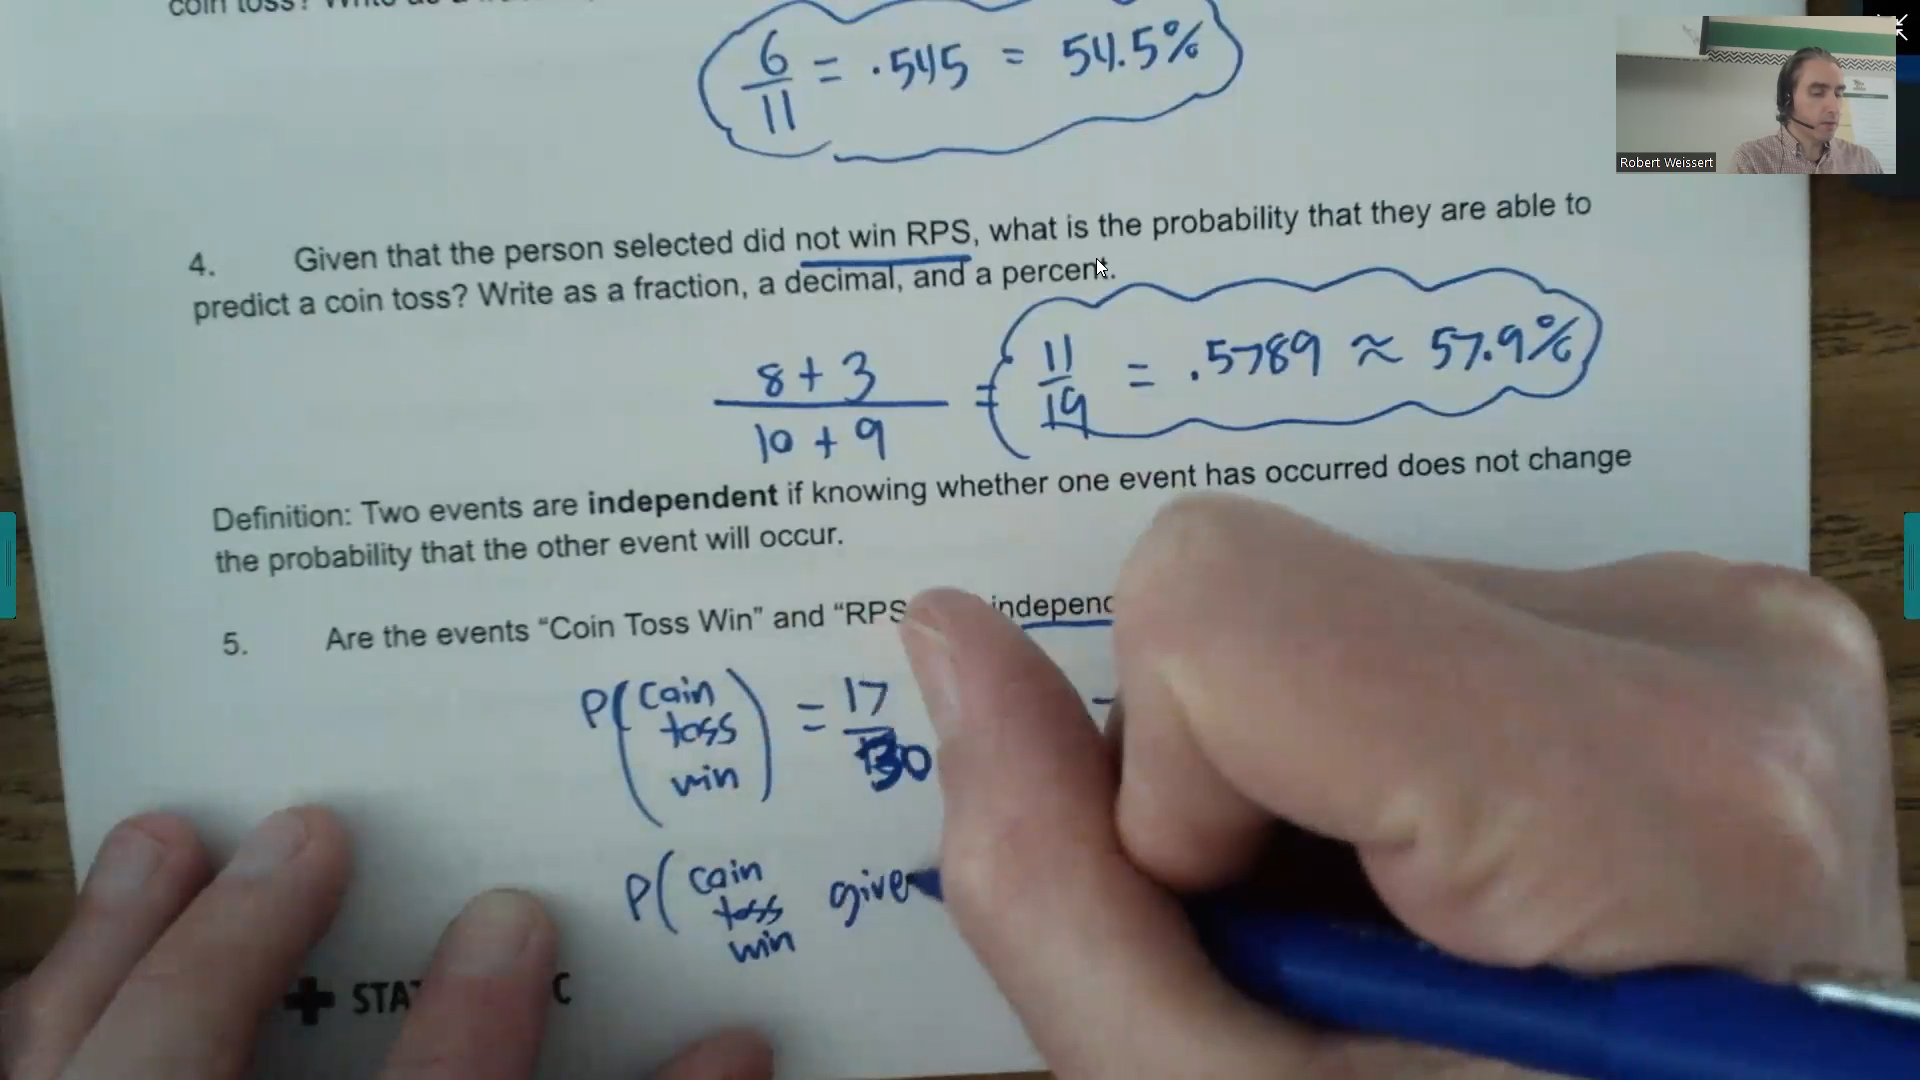 coin toss?
6/11 = .545 = 54.5%
Robert Weissert
4. Given that the person selected did not win RPS, what is the probability that they are able to
predict a coin toss? Write as a fraction, a decimal, and a percent.
8 + 3 / 10 + 9 = 11/19 = .5789 ≈ 57.9%
Definition: Two events are independent if knowing whether one event has occurred does not change
the probability that the other event will occur.
5. Are the events “Coin Toss Win” and “RPS independ
P(coin toss win) = 17/30
P(coin toss win give